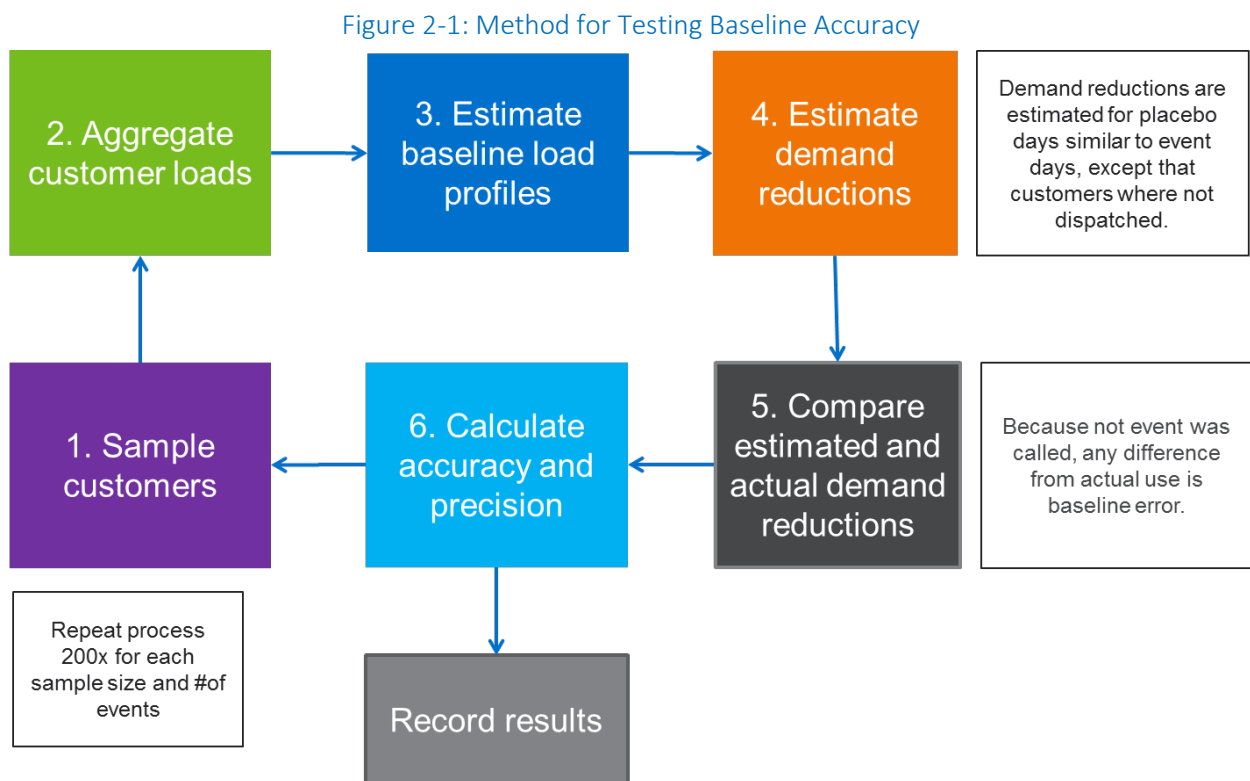 Figure 2-1: Method for Testing Baseline Accuracy
2. Aggregate
customer loads
3. Estimate
baseline load
profiles
4. Estimate
demand
reductions
Demand reductions are
estimated for placebo
days similar to event
days, except that
customers where not
dispatched.
1. Sample
customers
6. Calculate
accuracy and
precision
5. Compare
estimated and
actual demand
reductions
Because not event was
called, any difference
from actual use is
baseline error.
Repeat process
200x for each
sample size and #of
events
Record results